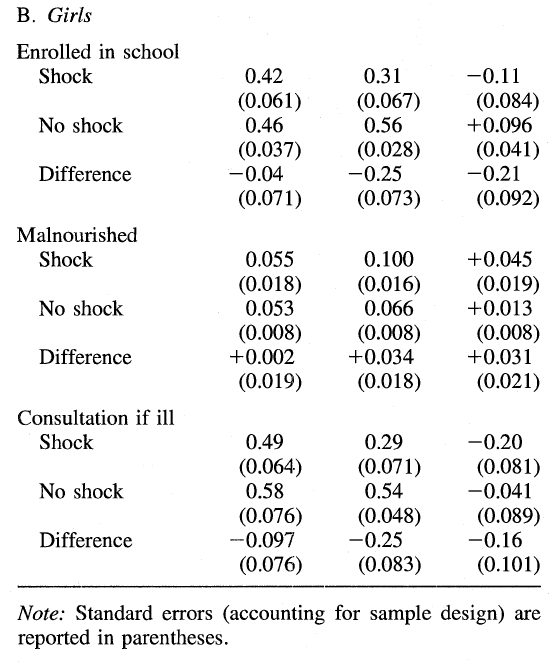 B. Girls
Enrolled in school
Shock 0.42 0.31 −0.11
(0.061) (0.067) (0.084)
No shock 0.46 0.56 +0.096
(0.037) (0.028) (0.041)
Difference −0.04 −0.25 −0.21
(0.071) (0.073) (0.092)
Malnourished
Shock 0.055 0.100 +0.045
(0.018) (0.016) (0.019)
No shock 0.053 0.066 +0.013
(0.008) (0.008) (0.008)
Difference +0.002 +0.034 +0.031
(0.019) (0.018) (0.021)
Consultation if ill
Shock 0.49 0.29 −0.20
(0.064) (0.071) (0.081)
No shock 0.58 0.54 −0.041
(0.076) (0.048) (0.089)
Difference −0.097 −0.25 −0.16
(0.076) (0.083) (0.101)
Note: Standard errors (accounting for sample design) are
reported in parentheses.